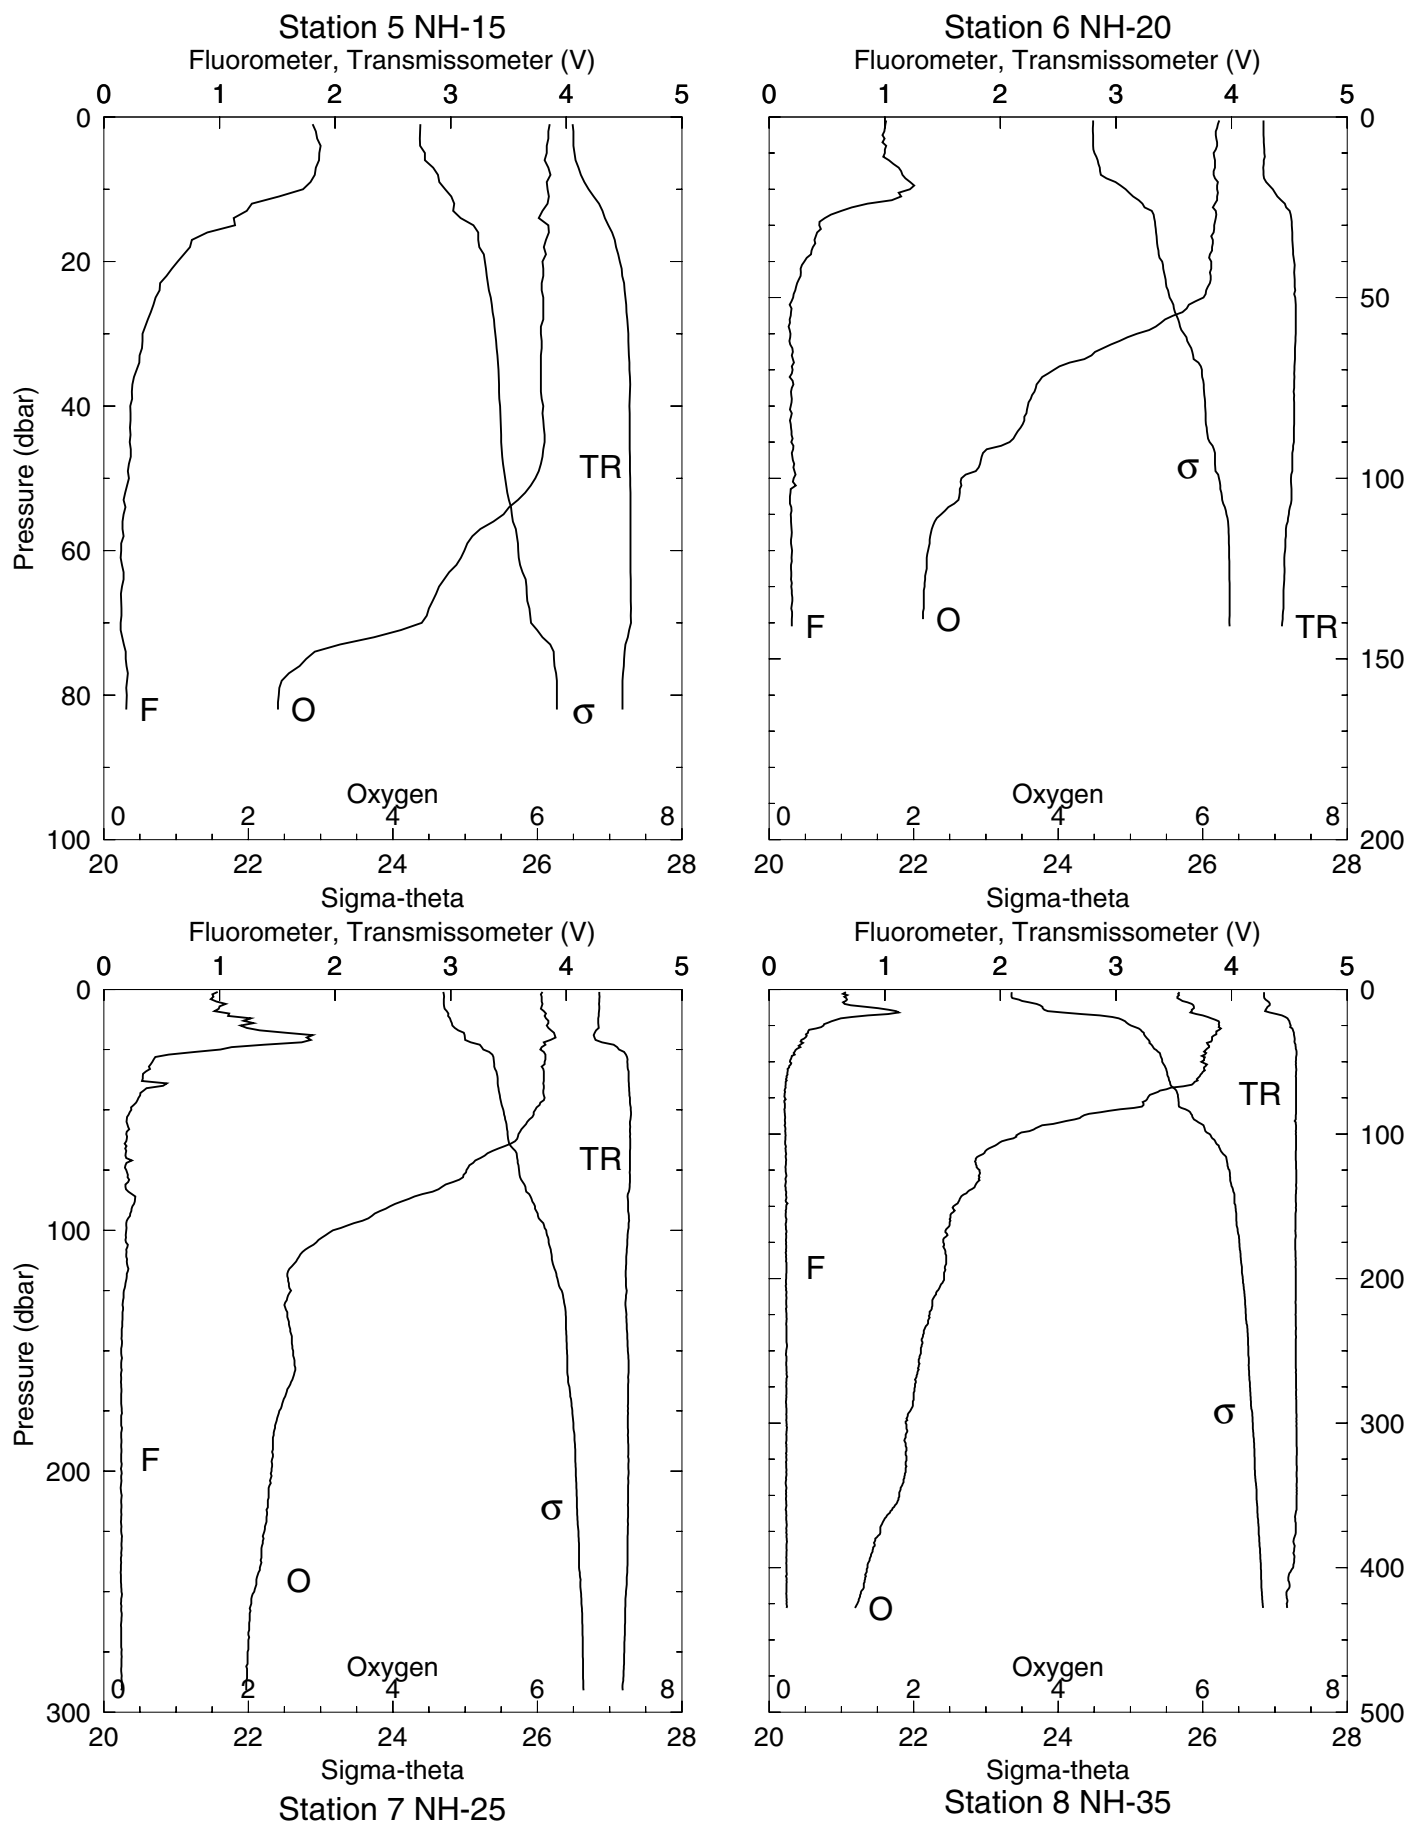 Station 5 NH-15
Fluorometer, Transmissometer (V)
0 1 2 3 4 5
0
20
40
60
80
100
Pressure (dbar)
TR
F
O
σ
Oxygen
0 2 4 6 8
20 22 24 26 28
Sigma-theta
Station 6 NH-20
Fluorometer, Transmissometer (V)
0 1 2 3 4 5
0
50
100
150
200
σ
F
O
TR
Oxygen
0 2 4 6 8
20 22 24 26 28
Sigma-theta
Fluorometer, Transmissometer (V)
0 1 2 3 4 5
0
100
200
300
Pressure (dbar)
TR
F
σ
O
Oxygen
0 2 4 6 8
20 22 24 26 28
Sigma-theta
Station 7 NH-25
Fluorometer, Transmissometer (V)
0 1 2 3 4 5
0
100
200
300
400
500
TR
F
σ
O
Oxygen
0 2 4 6 8
20 22 24 26 28
Sigma-theta
Station 8 NH-35